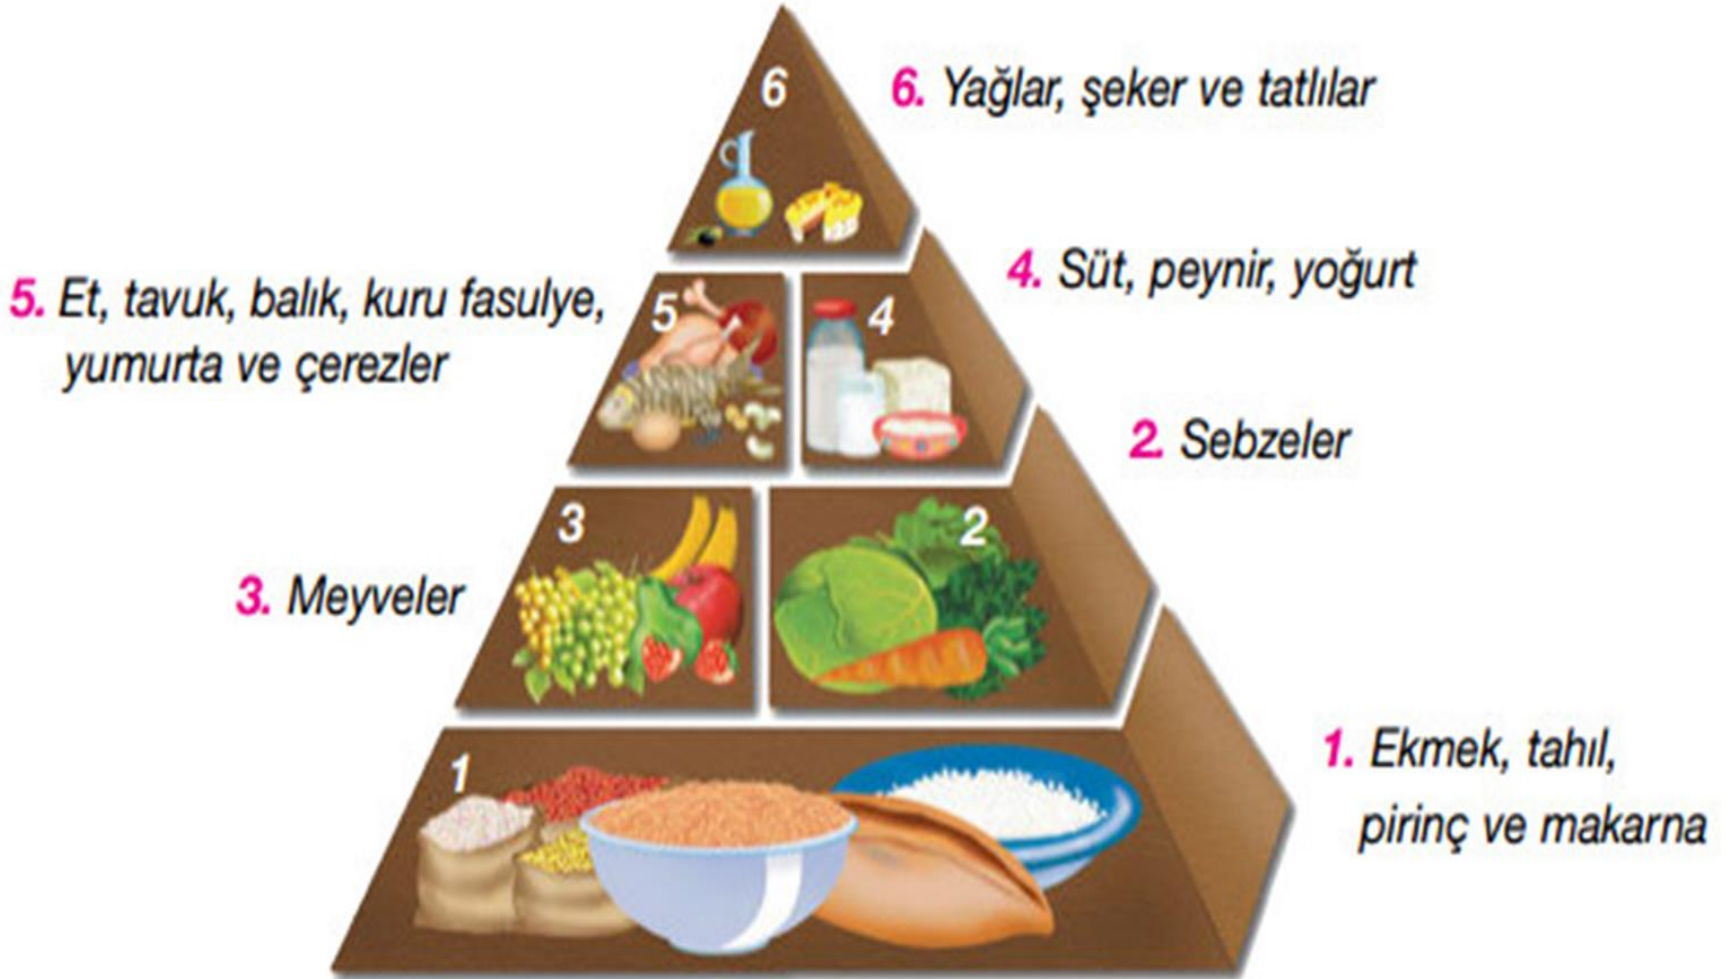 6
6. Yağlar, şeker ve tatlılar
5. Et, tavuk, balık, kuru fasulye,
yumurta ve çerezler
5
4
4. Süt, peynir, yoğurt
2. Sebzeler
3
2
3. Meyveler
1
1. Ekmek, tahıl,
pirinç ve makarna